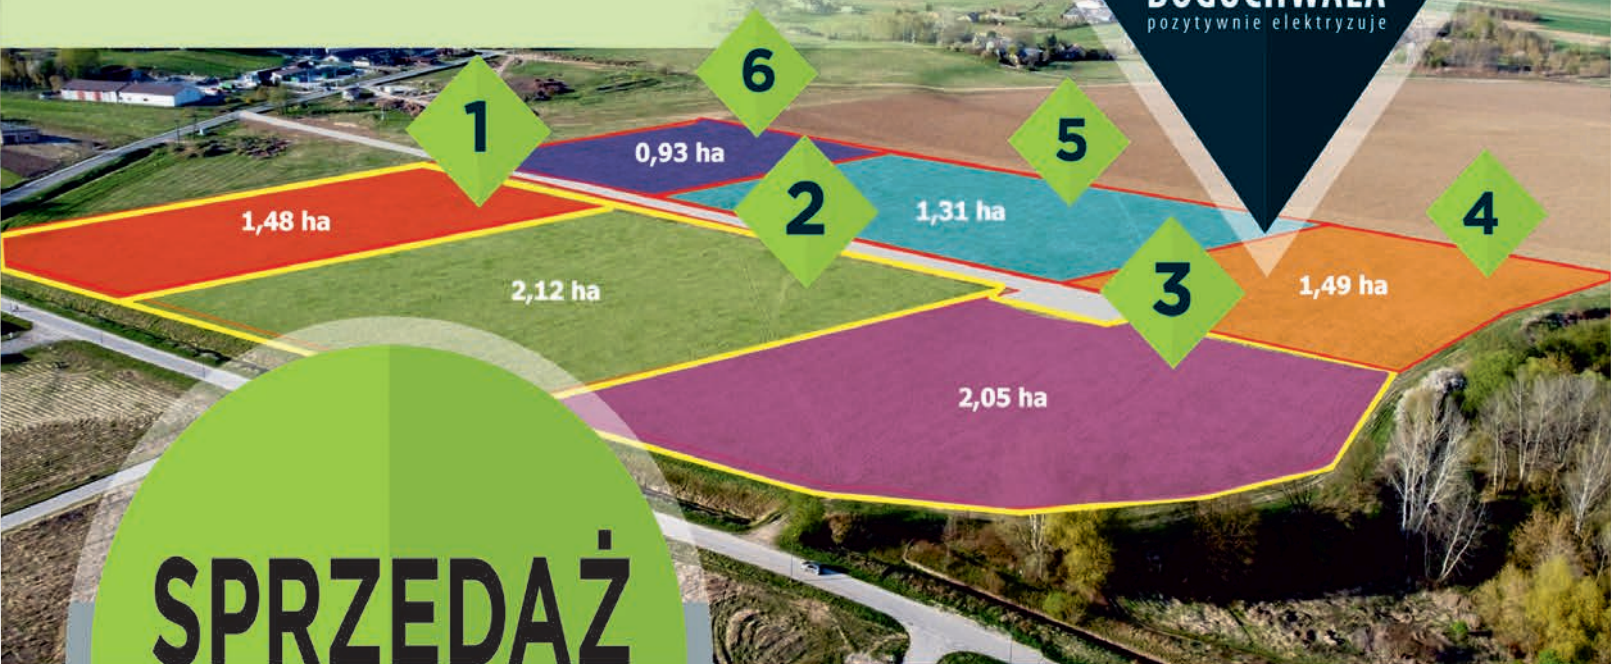 BOGUCHWAŁA
pozytywnie elektryzuje
6
1
5
0,93 ha
2
4
1,48 ha
1,31 ha
3
2,12 ha
1,49 ha
2,05 ha
SPRZEDAŻ